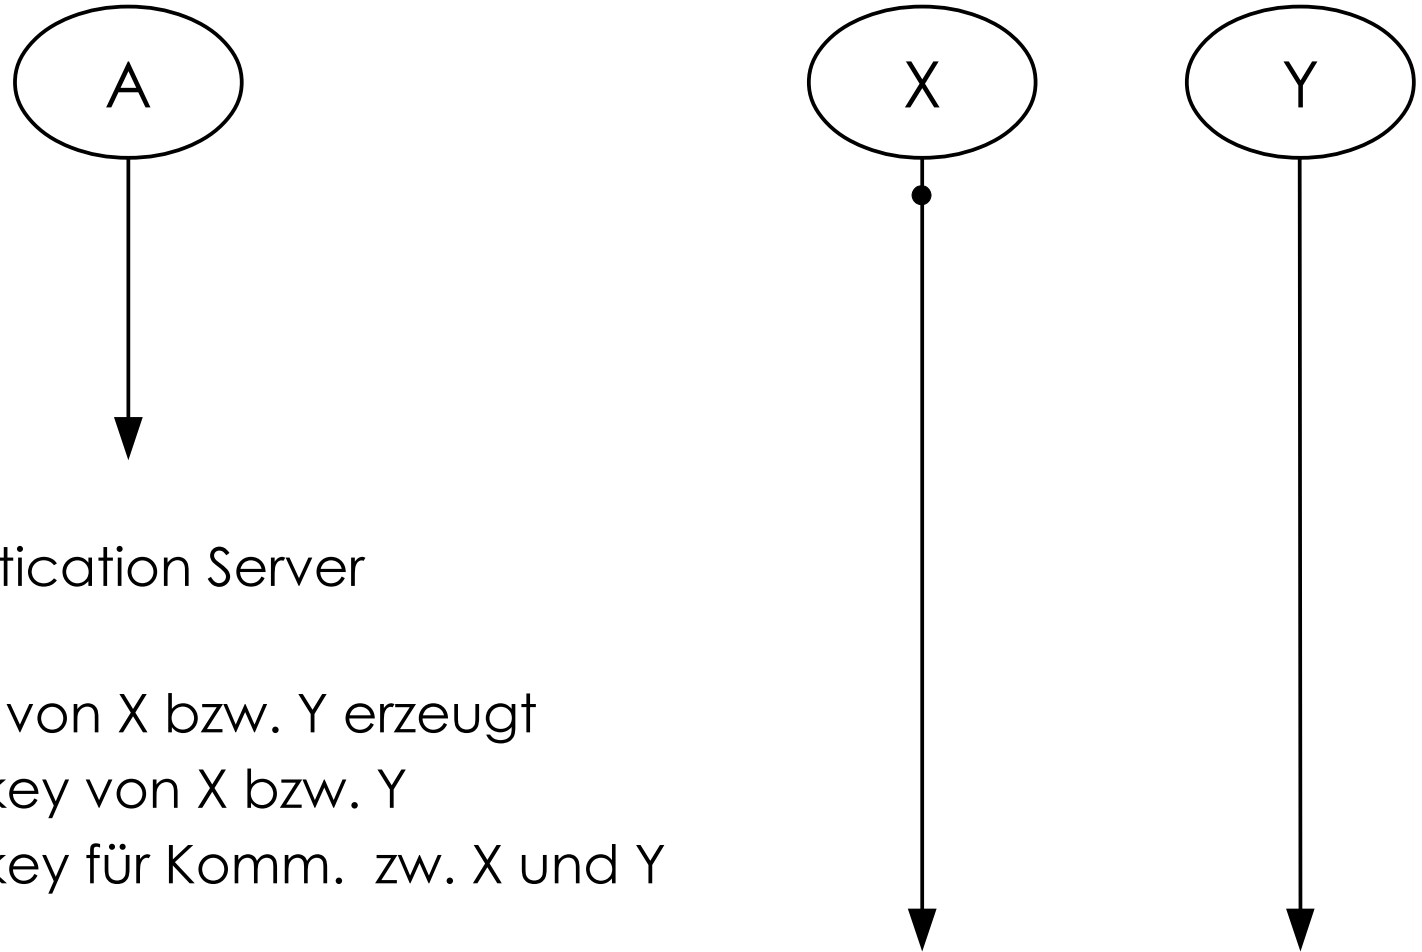 A X Y
tication Server
von X bzw. Y erzeugt
key von X bzw. Y
key für Komm. zw. X und Y